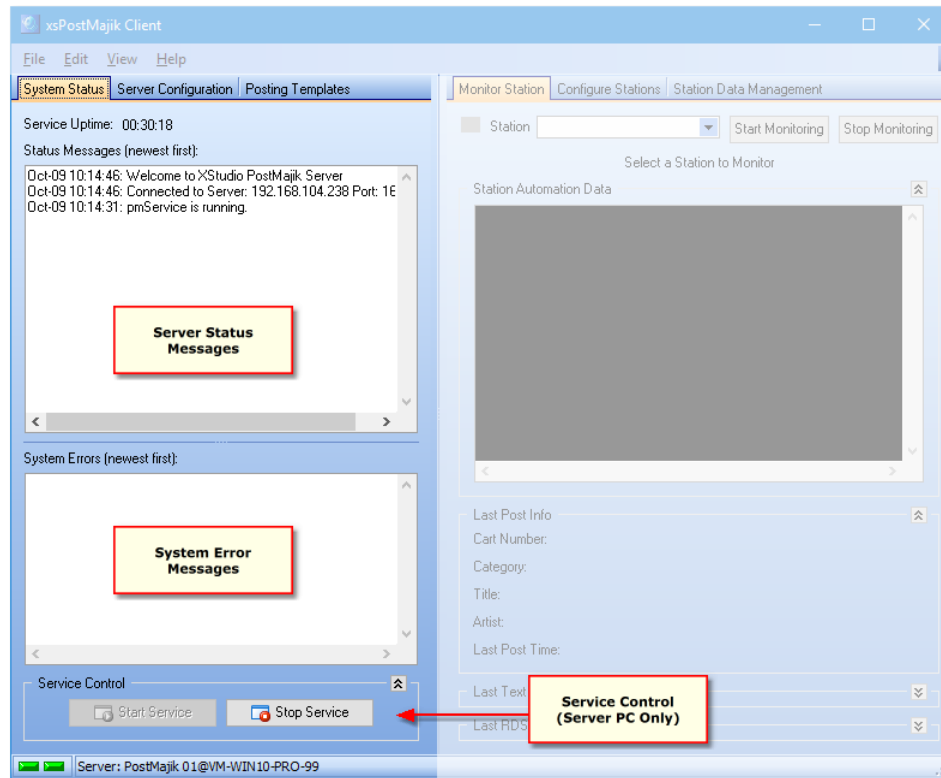 xsPostMajik Client
File Edit View Help
System Status Server Configuration Posting Templates
Service Uptime: 00:30:18
Status Messages (newest first):
Oct-09 10:14:46: Welcome to XStudio PostMajik Server
Oct-09 10:14:46: Connected to Server: 192.168.104.238 Port: 16
Oct-09 10:14:31: pmService is running.
Server Status
Messages
System Errors (newest first):
System Error
Messages
Service Control
Start Service Stop Service
Monitor Station Configure Stations Station Data Management
Station Start Monitoring Stop Monitoring
Select a Station to Monitor
Station Automation Data
Last Post Info
Cart Number:
Category:
Title:
Artist:
Last Post Time:
Last Text
Last RDS
Service Control
(Server PC Only)
Server: PostMajik 01@VM-WIN10-PRO-99